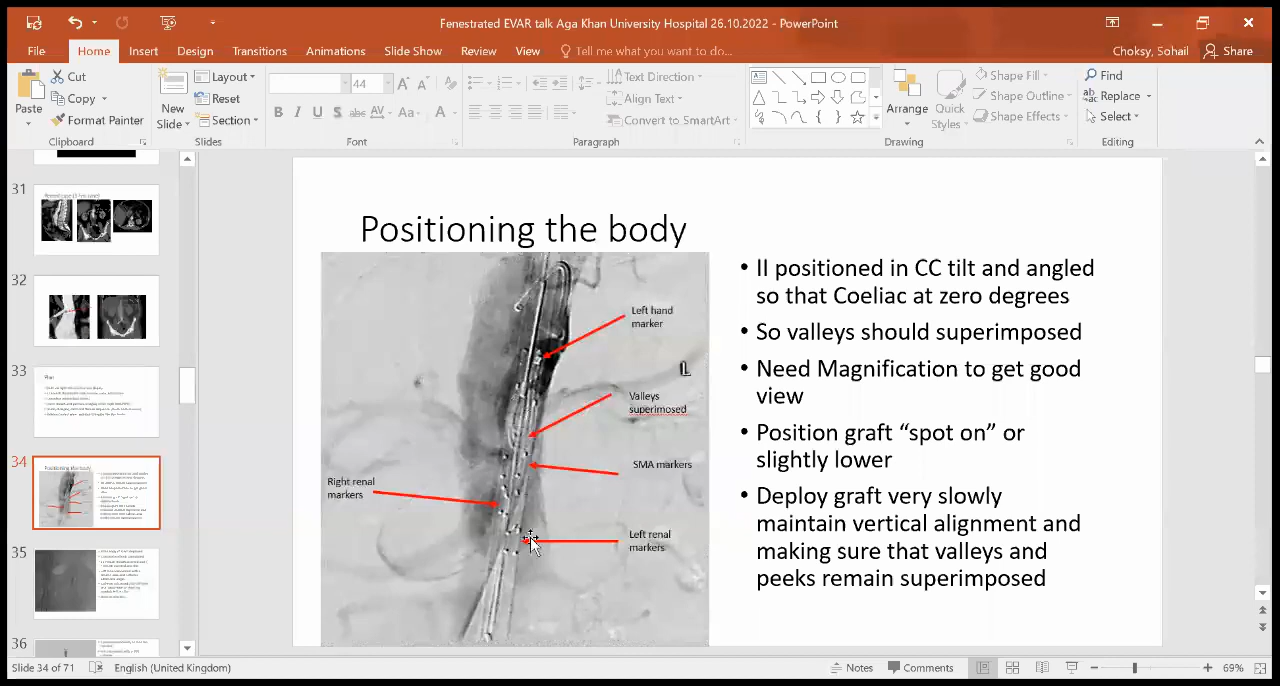 Fenestrated EVAR talk Aga Khan University Hospital 26.10.2022 - PowerPoint
File Home Insert Design Transitions Animations Slide Show Review View Tell me what you want to do... Choksy, Sohail Share
Cut
Copy
Format Painter
Paste
Clipboard
New
Slide
Layout
Reset
Section
Slides
44
B I U S abc AV Aa A
Font
Text Direction
Align Text
Convert to SmartArt
Paragraph
Arrange
Quick
Styles
Shape Fill
Shape Outline
Shape Effects
Drawing
Find
Replace
Select
Editing
31
32
33
34
35
36
Positioning the body
Left hand
marker
L
Valleys
superimosed
SMA markers
Right renal
markers
Left renal
markers
• II positioned in CC tilt and angled
so that Coeliac at zero degrees
• So valleys should superimposed
• Need Magnification to get good
view
• Position graft “spot on” or
slightly lower
• Deploy graft very slowly
maintain vertical alignment and
making sure that valleys and
peeks remain superimposed
Slide 34 of 71 English (United Kingdom) Notes Comments 69%